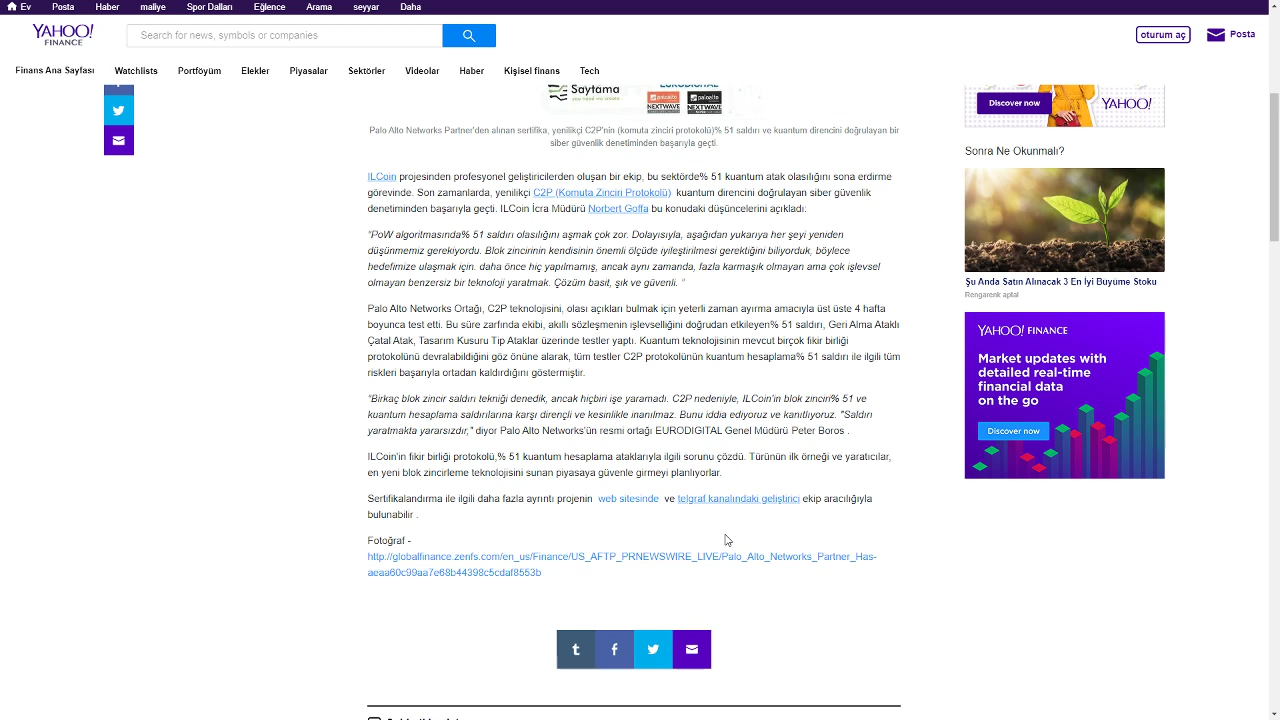 Ev Posta Haber maliye Spor Dalları Eğlence Arama seyyar Daha
YAHOO!
FINANCE
Search for news, symbols or companies
oturum aç
Posta
Finans Ana Sayfası Watchlists Portföyüm Elekler Piyasalar Sektörler Videolar Haber Kişisel finans Tech
Saytama
you need we create
EURODIGITAL
paloalto
NEXTWAVE
paloalto
NEXTWAVE
Palo Alto Networks Partner'den alınan sertifika, yenilikçi C2P'nin (komuta zinciri protokolü)% 51 saldırı ve kuantum direncini doğrulayan bir
siber güvenlik denetiminden başarıyla geçti.
ILCoin projesinden profesyonel geliştiricilerden oluşan bir ekip, bu sektörde% 51 kuantum atak olasılığını sona erdirme
görevinde. Son zamanlarda, yenilikçi C2P (Komuta Zinciri Protokolü) kuantum direncini doğrulayan siber güvenlik
denetiminden başarıyla geçti. ILCoin İcra Müdürü Norbert Goffa bu konudaki düşüncelerini açıkladı:
"PoW algoritmasında% 51 saldırı olasılığını aşmak çok zor. Dolayısıyla, aşağıdan yukarıya her şeyi yeniden
düşünmemiz gerekiyordu. Blok zincirinin kendisinin önemli ölçüde iyileştirilmesi gerektiğini biliyorduk, böylece
hedefimize ulaşmak için. daha önce hiç yapılmamış, ancak aynı zamanda, fazla karmaşık olmayan ama çok işlevsel
olmayan benzersiz bir teknoloji yaratmak. Çözüm basit, şık ve güvenli. "
Palo Alto Networks Ortağı, C2P teknolojisini, olası açıkları bulmak için yeterli zaman ayırma amacıyla üst üste 4 hafta
boyunca test etti. Bu süre zarfında ekibi, akıllı sözleşmenin işlevselliğini doğrudan etkileyen% 51 saldırı, Geri Alma Ataklı
Çatal Atak, Tasarım Kusuru Tip Ataklar üzerinde testler yaptı. Kuantum teknolojisinin mevcut birçok fikir birliği
protokolünü devralabildiğini göz önüne alarak, tüm testler C2P protokolünün kuantum hesaplama% 51 saldırı ile ilgili tüm
riskleri başarıyla ortadan kaldırdığını göstermiştir.
"Birkaç blok zincir saldırı tekniği denedik, ancak hiçbiri işe yaramadı. C2P nedeniyle, ILCoin'in blok zincin% 51 ve
kuantum hesaplama saldırılarına karşı dirençli ve kesinlikle inanılmaz. Bunu iddia ediyoruz ve kanıtlıyoruz. "Saldırı
yaratmakta yararsızdır," diyor Palo Alto Networks'ün resmi ortağı EURODIGITAL Genel Müdürü Peter Boros .
ILCoin'in fikir birliği protokolü,% 51 kuantum hesaplama ataklarıyla ilgili sorunu çözdü. Türünün ilk örneği ve yaratıcılar,
en yeni blok zincirleme teknolojisini sunan piyasaya güvenle girmeyi planlıyorlar.
Sertifikalandırma ile ilgili daha fazla ayrıntı projenin web sitesinde ve telgraf kanalındaki geliştirici ekip aracılığıyla
bulunabilir .
Fotoğraf -
http://globalfinance.zenfs.com/en_us/Finance/US_AFTP_PRNEWSWIRE_LIVE/Palo_Alto_Networks_Partner_Has-
aeaa60c99aa7e68b44398c5cdaf8553b
Discover now
YAHOO!
Sonra Ne Okunmalı?
Şu Anda Satın Alınacak 3 En İyi Büyüme Stoku
Rengarenk aptal
YAHOO! FINANCE
Market updates with
detailed real-time
financial data
on the go
Discover now